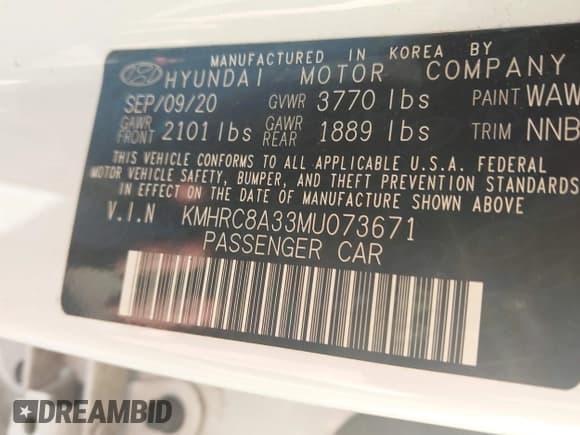 MANUFACTURED IN KOREA BY
HYUNDAI MOTOR COMPANY
SEP/09/20 GVWR 3770 lbs PAINT WAW
GAWR FRONT 2101 lbs GAWR REAR 1889 lbs TRIM NNB
THIS VEHICLE CONFORMS TO ALL APPLICABLE U.S.A. FEDERAL
MOTOR VEHICLE SAFETY, BUMPER, AND THEFT PREVENTION STANDARDS
IN EFFECT ON THE DATE OF MANUFACTURE SHOWN ABOVE
V.I.N KMHRC8A33MU073671
PASSENGER CAR
DREAMBID